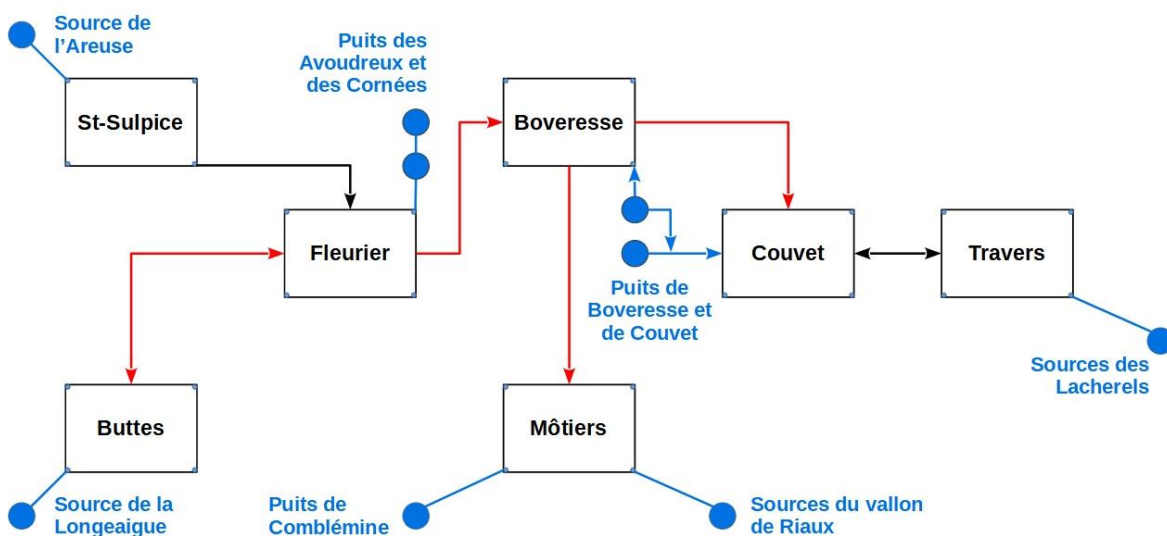 Source de
l’Areuse
Puits des
Avoudreux et
des Cornées
St-Sulpice
Boveresse
Fleurier
Couvet
Travers
Puits de
Boveresse et
de Couvet
Sources des
Lacherels
Buttes
Môtiers
Source de la
Longeaigue
Puits de
Comblémine
Sources du vallon
de Riaux